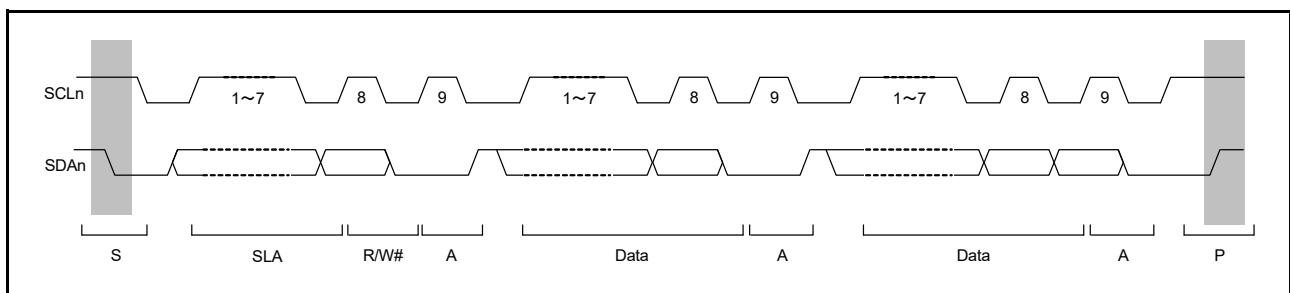 SCLn
1～7 8 9 1～7 8 9 1～7 8 9
SDAn
S SLA R/W# A Data A Data A P